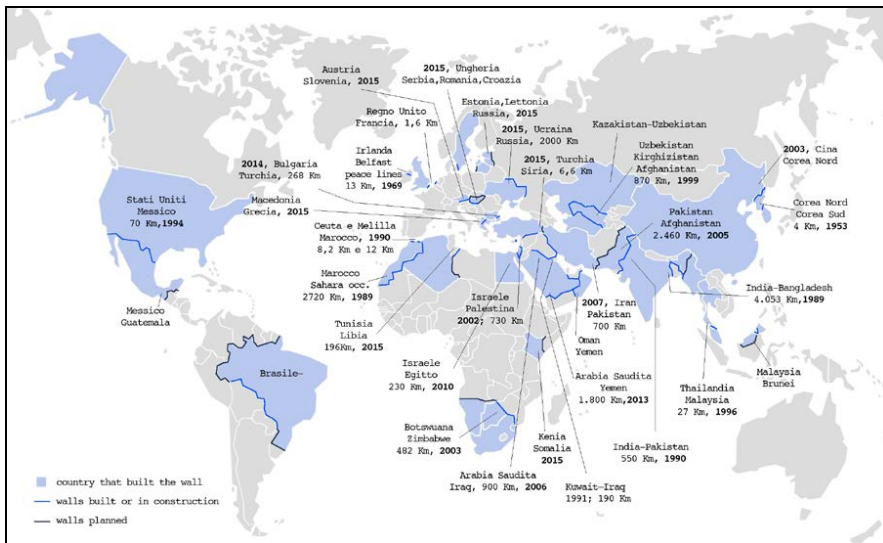 Austria
Slovenia, 2015
2015, Ungheria
Serbia,Romania,Croazia
Estonia,Lettonia
Russia, 2015
Regno Unito
Francia, 1,6 Km
2015, Ucraina
Russia, 2000 Km
Kazakistan-Uzbekistan
Uzbekistan
Kirghizistan
Afghanistan
870 Km, 1999
2003, Cina
Corea Nord
Irlanda
Belfast
peace lines
13 Km, 1969
2014, Bulgaria
Turchia, 268 Km
2015, Turchia
Siria, 6,6 Km
Macedonia
Grecia, 2015
Stati Uniti
Messico
70 Km,1994
Corea Nord
Corea Sud
4 Km, 1953
Pakistan
Afghanistan
2.460 Km, 2005
Ceuta e Melilla
Marocco, 1990
8,2 Km e 12 Km
Marocco
Sahara occ.
2720 Km, 1989
Messico
Guatemala
Israele
Palestina
2002; 730 Km
2007, Iran
Pakistan
700 Km
India-Bangladesh
4.053 Km,1989
Tunisia
Libia
196Km, 2015
Oman
Yemen
Brasile-
Israele
Egitto
230 Km, 2010
Arabia Saudita
Yemen
1.800 Km,2013
Thailandia
Malaysia
27 Km, 1996
Malaysia
Brunei
Botswuana
Zimbabwe
482 Km, 2003
Kenia
Somalia
2015
India-Pakistan
550 Km, 1990
Arabia Saudita
Iraq, 900 Km, 2006
Kuwait-Iraq
1991; 190 Km
country that built the wall
walls built or in construction
walls planned